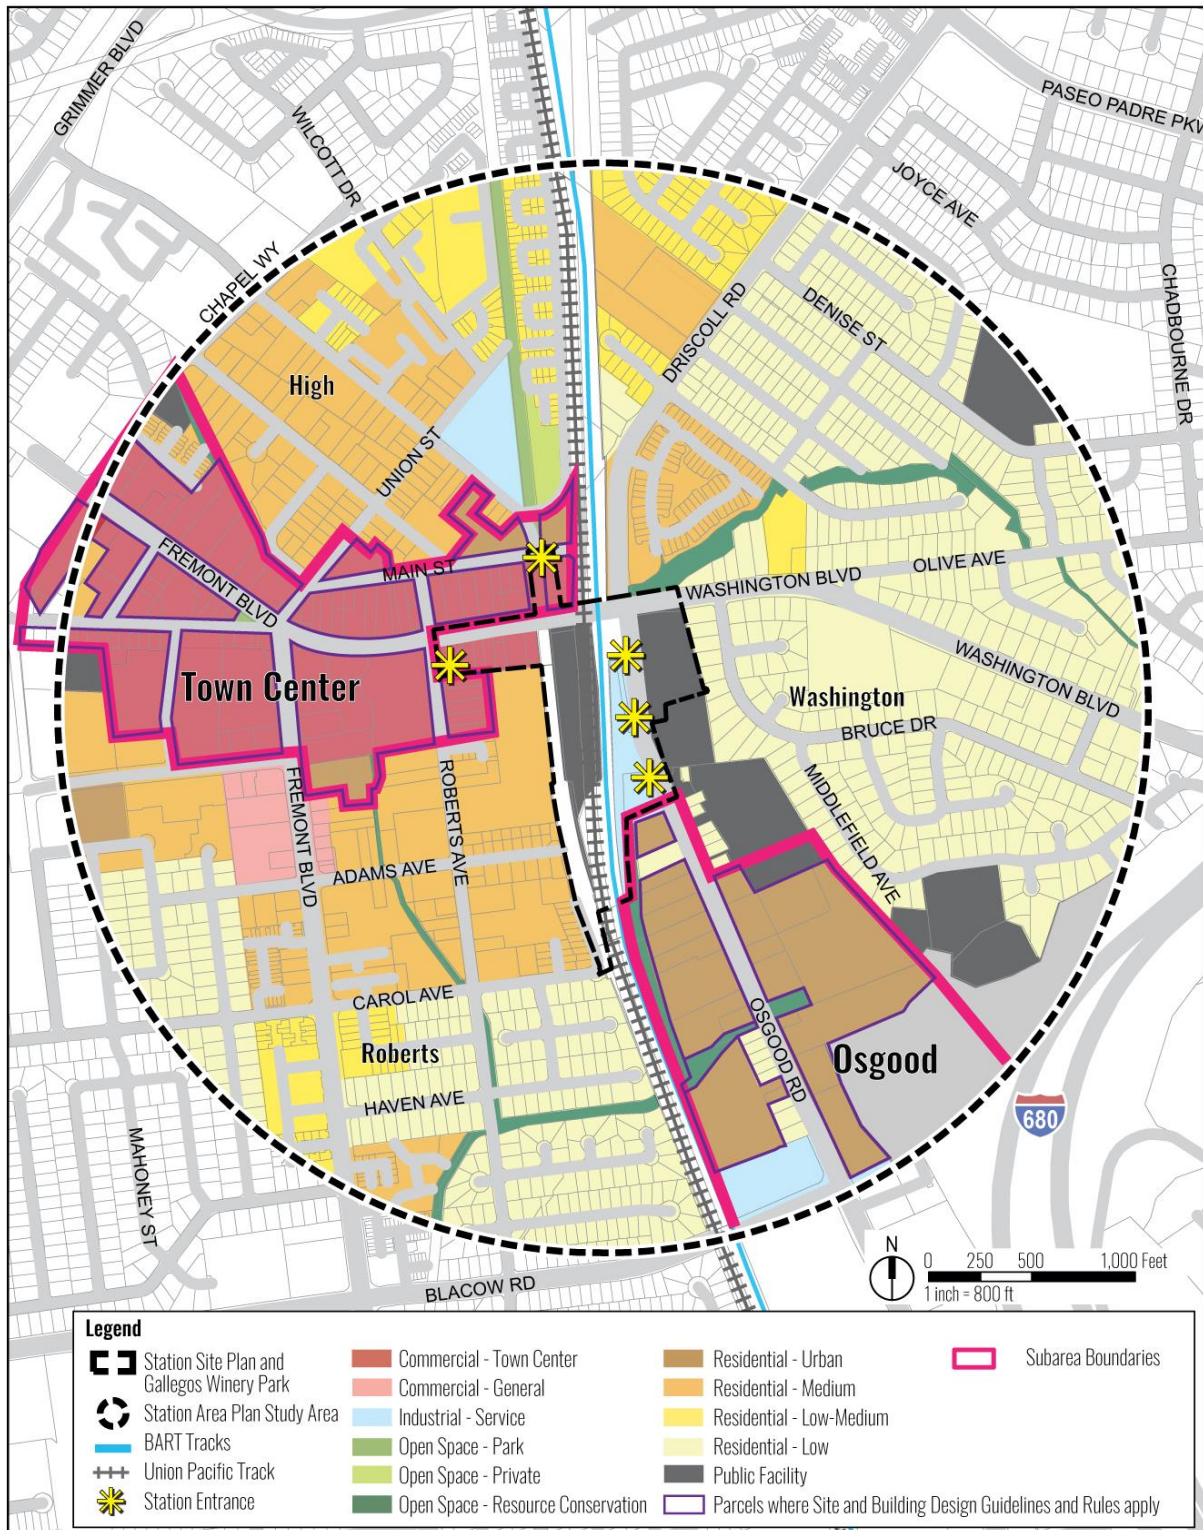 GRIMMER BLVD
WILCOTT DR
PASEO PADRE PKW
JOYCE AVE
CHADBOURNE DR
CHAPEL WY
DRISCOLL RD
DENISE ST
High
UNION ST
FREMONT BLVD
MAIN ST
WASHINGTON BLVD
OLIVE AVE
WASHINGTON BLVD
Town Center
Washington
BRUCE DR
MIDDLEFIELD AVE
FREMONT BLVD
ROBERTS AVE
ADAMS AVE
CAROL AVE
Roberts
OSGOOD RD
Osgood
HAVEN AVE
MAHONEY ST
680
BLACOW RD
N
0 250 500 1,000 Feet
1 inch = 800 ft
Legend
Station Site Plan and
Gallegos Winery Park
Station Area Plan Study Area
BART Tracks
Union Pacific Track
Station Entrance
Commercial - Town Center
Commercial - General
Industrial - Service
Open Space - Park
Open Space - Private
Open Space - Resource Conservation
Residential - Urban
Residential - Medium
Residential - Low-Medium
Residential - Low
Public Facility
Parcels where Site and Building Design Guidelines and Rules apply
Subarea Boundaries